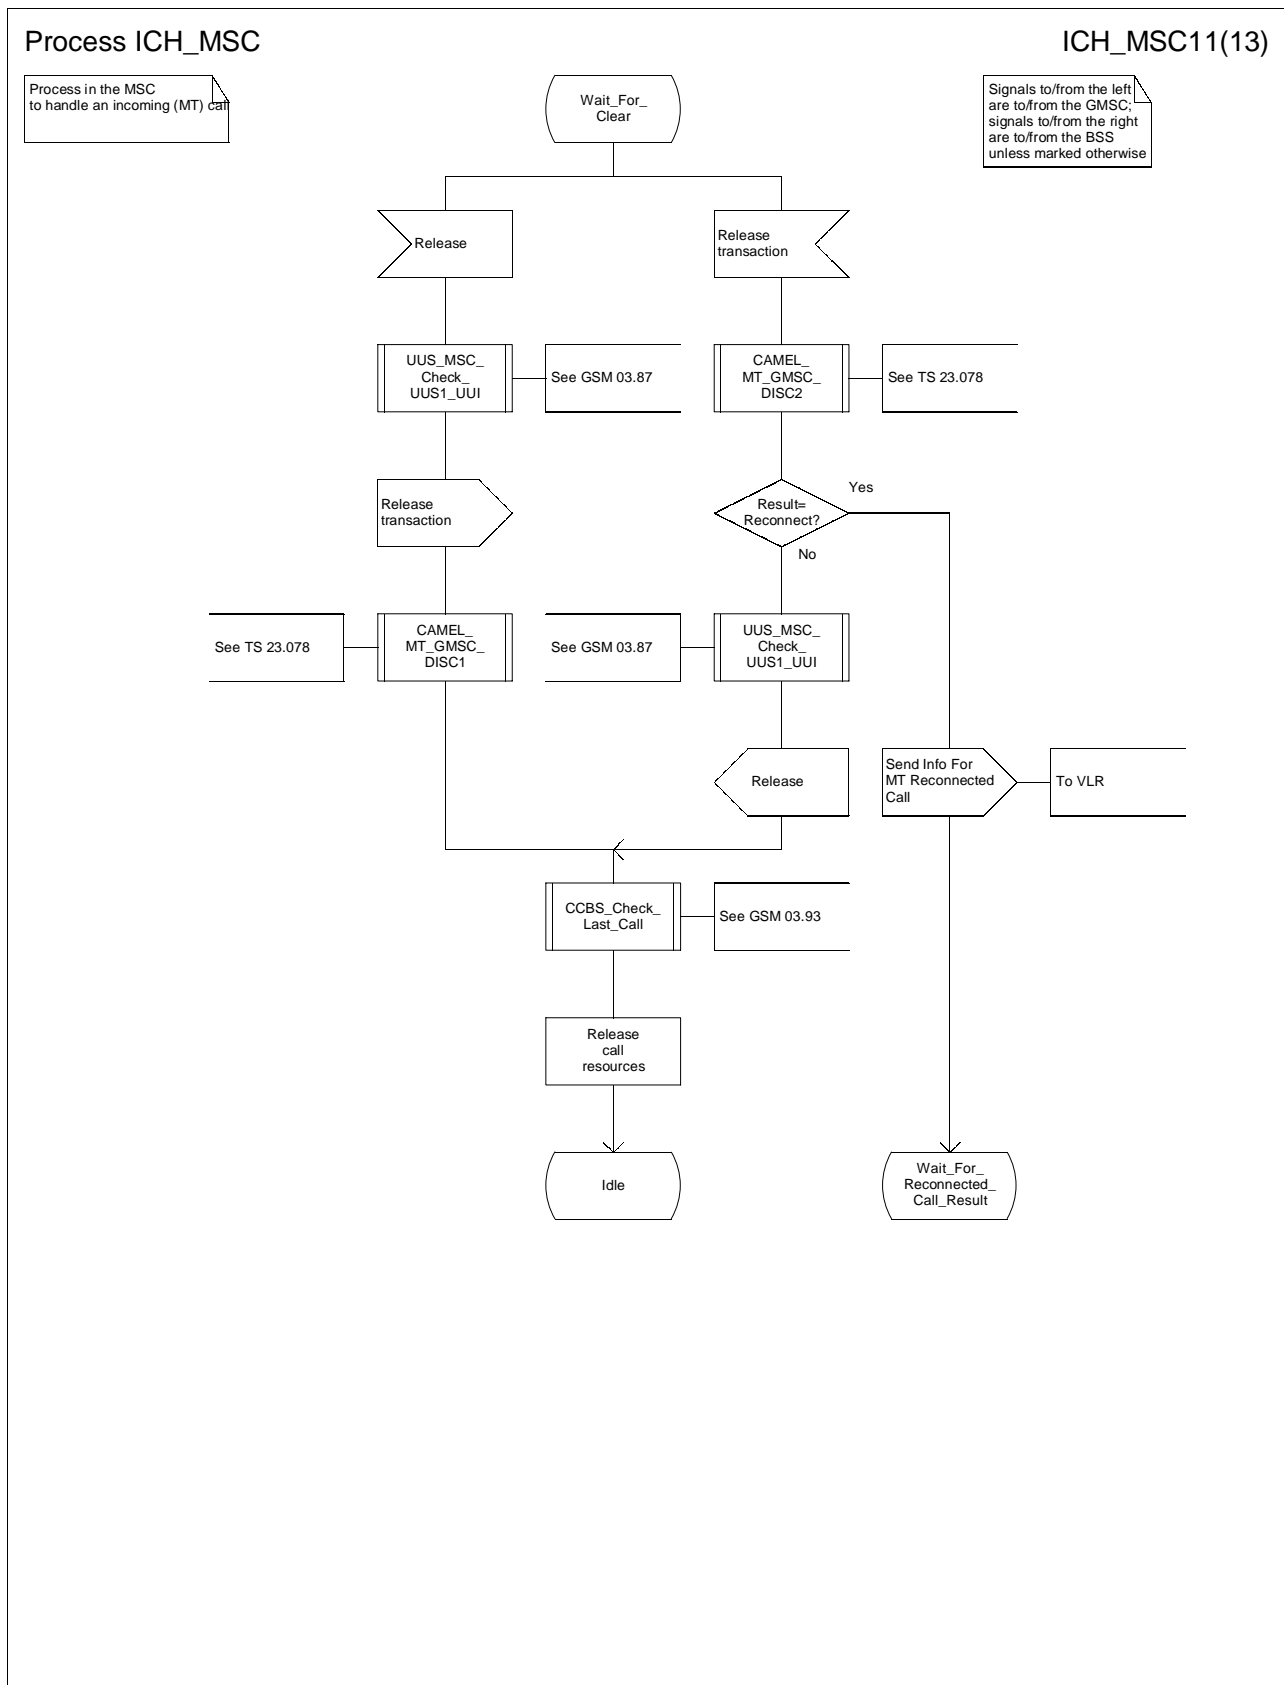 Process ICH_MSC
ICH_MSC11(13)
Process in the MSC
to handle an incoming (MT) call
Wait_For_
Clear
Signals to/from the left
are to/from the GMSC;
signals to/from the right
are to/from the BSS
unless marked otherwise
Release
Release
transaction
UUS_MSC_
Check_
UUS1_UUI
See GSM 03.87
CAMEL_
MT_GMSC_
DISC2
See TS 23.078
Release
transaction
Result=
Reconnect?
Yes
No
See TS 23.078
CAMEL_
MT_GMSC_
DISC1
See GSM 03.87
UUS_MSC_
Check_
UUS1_UUI
Release
Send Info For
MT Reconnected
Call
To VLR
CCBS_Check_
Last_Call
See GSM 03.93
Release
call
resources
Idle
Wait_For_
Reconnected_
Call_Result